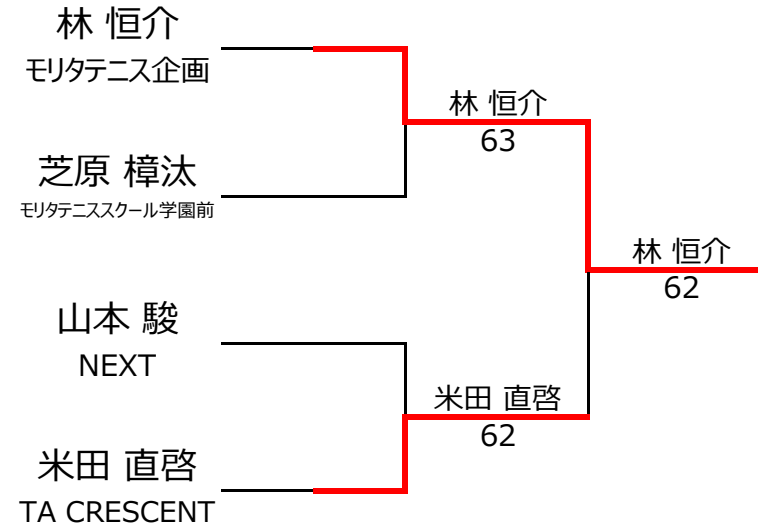 林 恒介
モリタテニス企画
林 恒介
63
芝原 樟汰
モリタテニススクール学園前
林 恒介
62
山本 駿
NEXT
米田 直啓
62
米田 直啓
TA CRESCENT